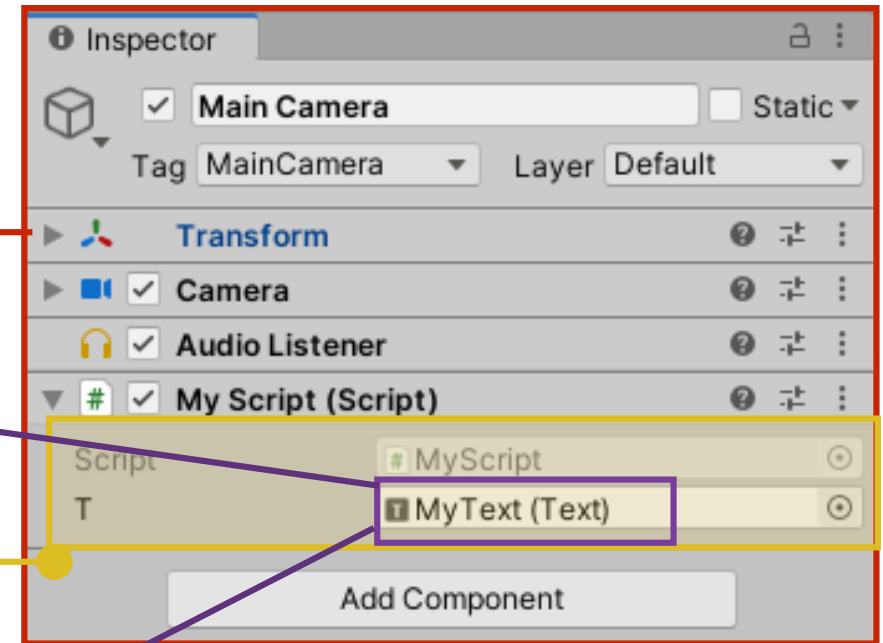 Inspector
Main Camera Static
Tag MainCamera Layer Default
Transform
Camera
Audio Listener
# My Script (Script)
Script # MyScript
T T MyText (Text)
Add Component